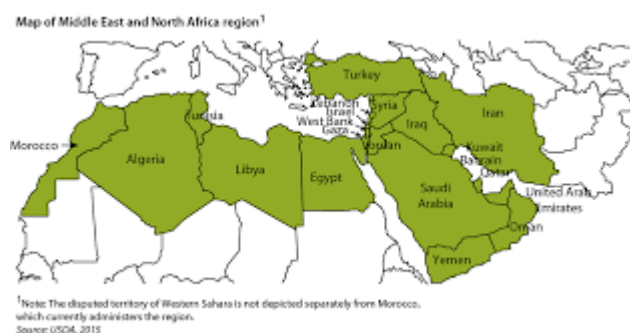 Map of Middle East and North Africa region¹
Turkey
Lebanon
Israel
West Bank
Gaza
Syria
Iraq
Iran
Jordan
Tunisia
Morocco
Algeria
Libya
Egypt
Kuwait
Bahrain
Qatar
Saudi
Arabia
United Arab
Emirates
Oman
Yemen
¹Note: The disputed territory of Western Sahara is not depicted separately from Morocco,
which currently administers the region.
Source: USDA, 2015